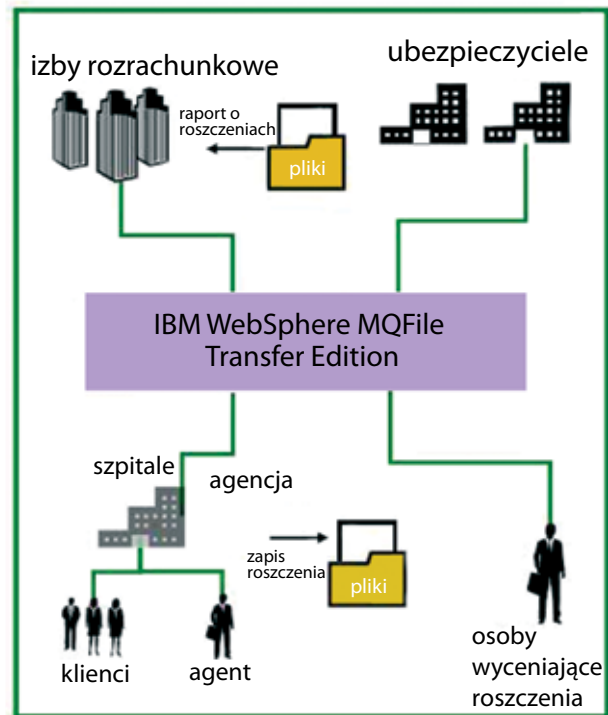 izby rozrachunkowe
ubezpieczyciele
raport o
roszczeniach
pliki
IBM WebSphere MQFile
Transfer Edition
szpitale
agencja
zapis
roszczenia
pliki
klienci
agent
osoby
wyceniające
roszczenia